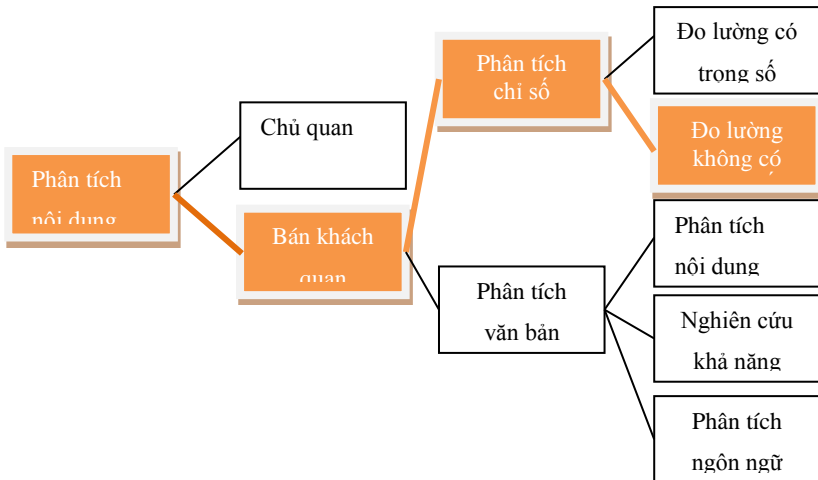 Phân tích
nội dung
Chủ quan
Bán khách
quan
Phân tích
chỉ số
Phân tích
văn bản
Đo lường có
trọng số
Đo lường
không có
Phân tích
nội dung
Nghiên cứu
khả năng
Phân tích
ngôn ngữ